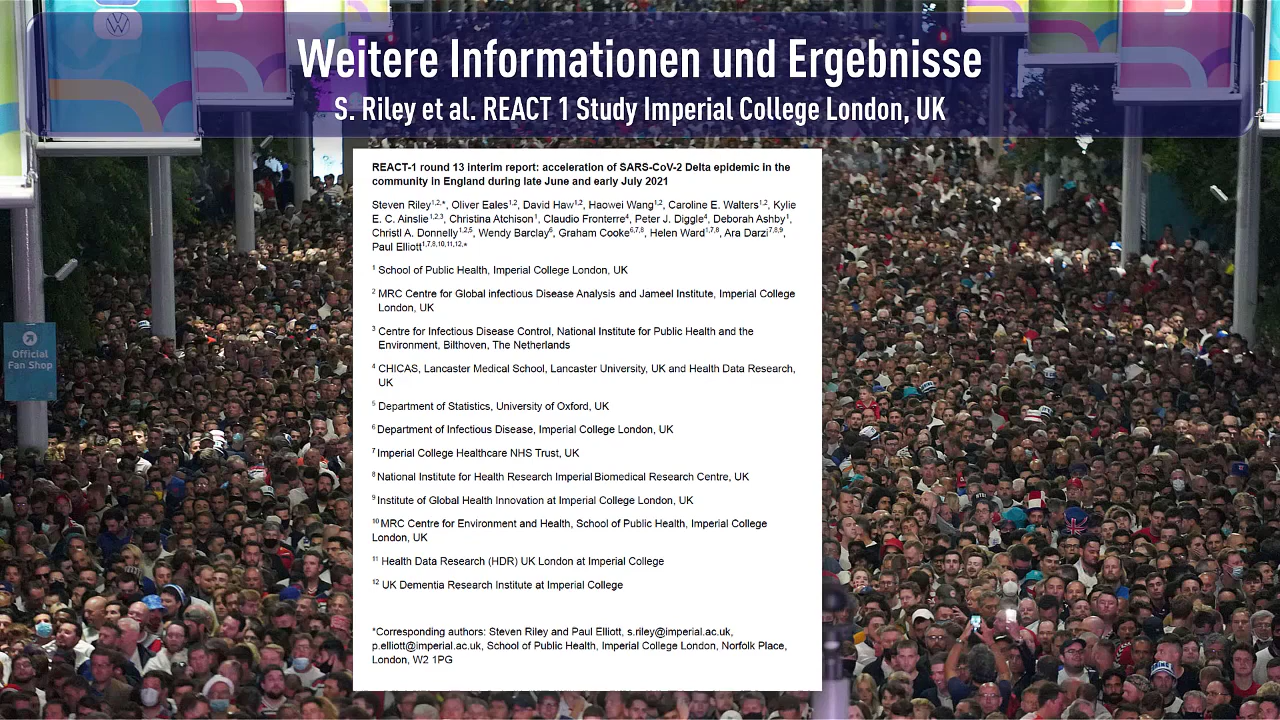 Weitere Informationen und Ergebnisse
S. Riley et al. REACT 1 Study Imperial College London, UK
REACT-1 round 13 interim report: acceleration of SARS-CoV-2 Delta epidemic in the
community in England during late June and early July 2021
Steven Riley1,2,*, Oliver Eales1,2, David Haw1,2, Haowei Wang1,2, Caroline E. Walters1,2, Kylie
E. C. Ainslie1,2,3, Christina Atchison1, Claudio Fronterre4, Peter J. Diggle4, Deborah Ashby1,
Christl A. Donnelly1,2,5, Wendy Barclay6, Graham Cooke6,7,8, Helen Ward1,7,8, Ara Darzi7,8,9,
Paul Elliott1,7,8,10,11,12,*
1 School of Public Health, Imperial College London, UK
2 MRC Centre for Global infectious Disease Analysis and Jameel Institute, Imperial College
London, UK
3 Centre for Infectious Disease Control, National Institute for Public Health and the
Environment, Bilthoven, The Netherlands
4 CHICAS, Lancaster Medical School, Lancaster University, UK and Health Data Research,
UK
5 Department of Statistics, University of Oxford, UK
6 Department of Infectious Disease, Imperial College London, UK
7 Imperial College Healthcare NHS Trust, UK
8 National Institute for Health Research Imperial Biomedical Research Centre, UK
9 Institute of Global Health Innovation at Imperial College London, UK
10 MRC Centre for Environment and Health, School of Public Health, Imperial College
London, UK
11 Health Data Research (HDR) UK London at Imperial College
12 UK Dementia Research Institute at Imperial College
*Corresponding authors: Steven Riley and Paul Elliott, s.riley@imperial.ac.uk,
p.elliott@imperial.ac.uk, School of Public Health, Imperial College London, Norfolk Place,
London, W2 1PG
Official
Fan Shop